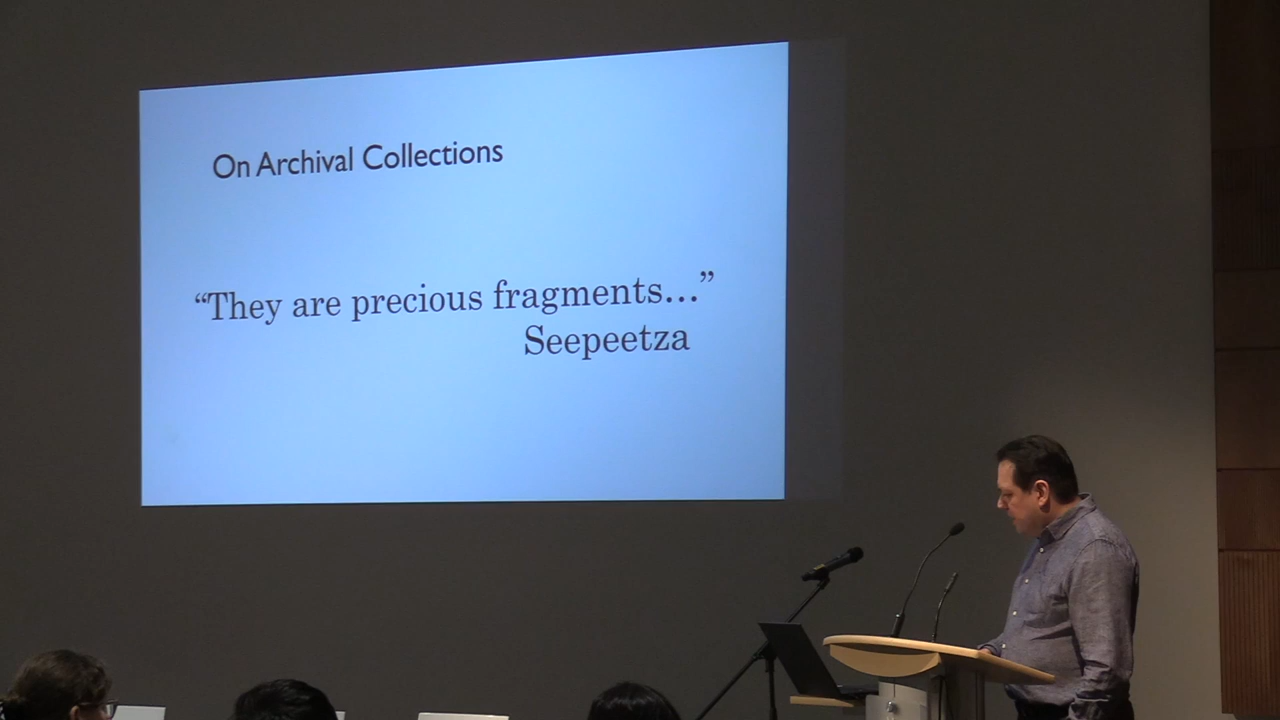 On Archival Collections
“They are precious fragments...”
Seepeetza